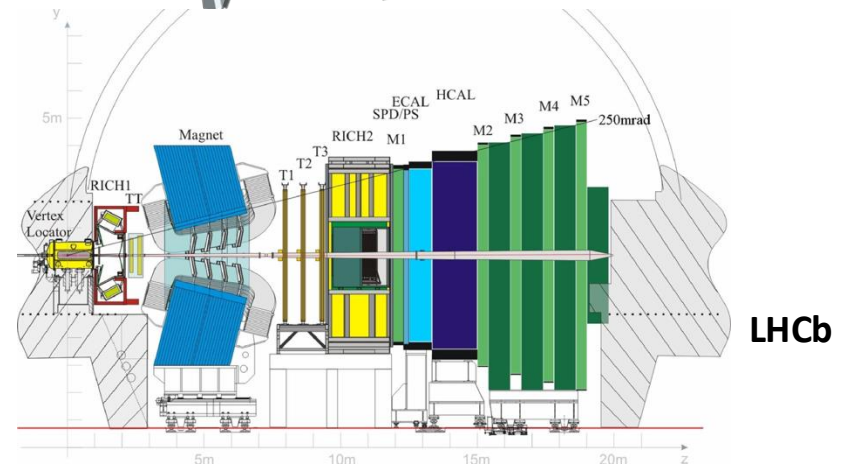 y
5m
M5
M4
250mrad
M3
M2
HCAL
ECAL
SPD/PS
M1
RICH2
T3
T2
T1
Magnet
RICH1
TT
Vertex
Locator
LHCb
5m
10m
15m
20m
z